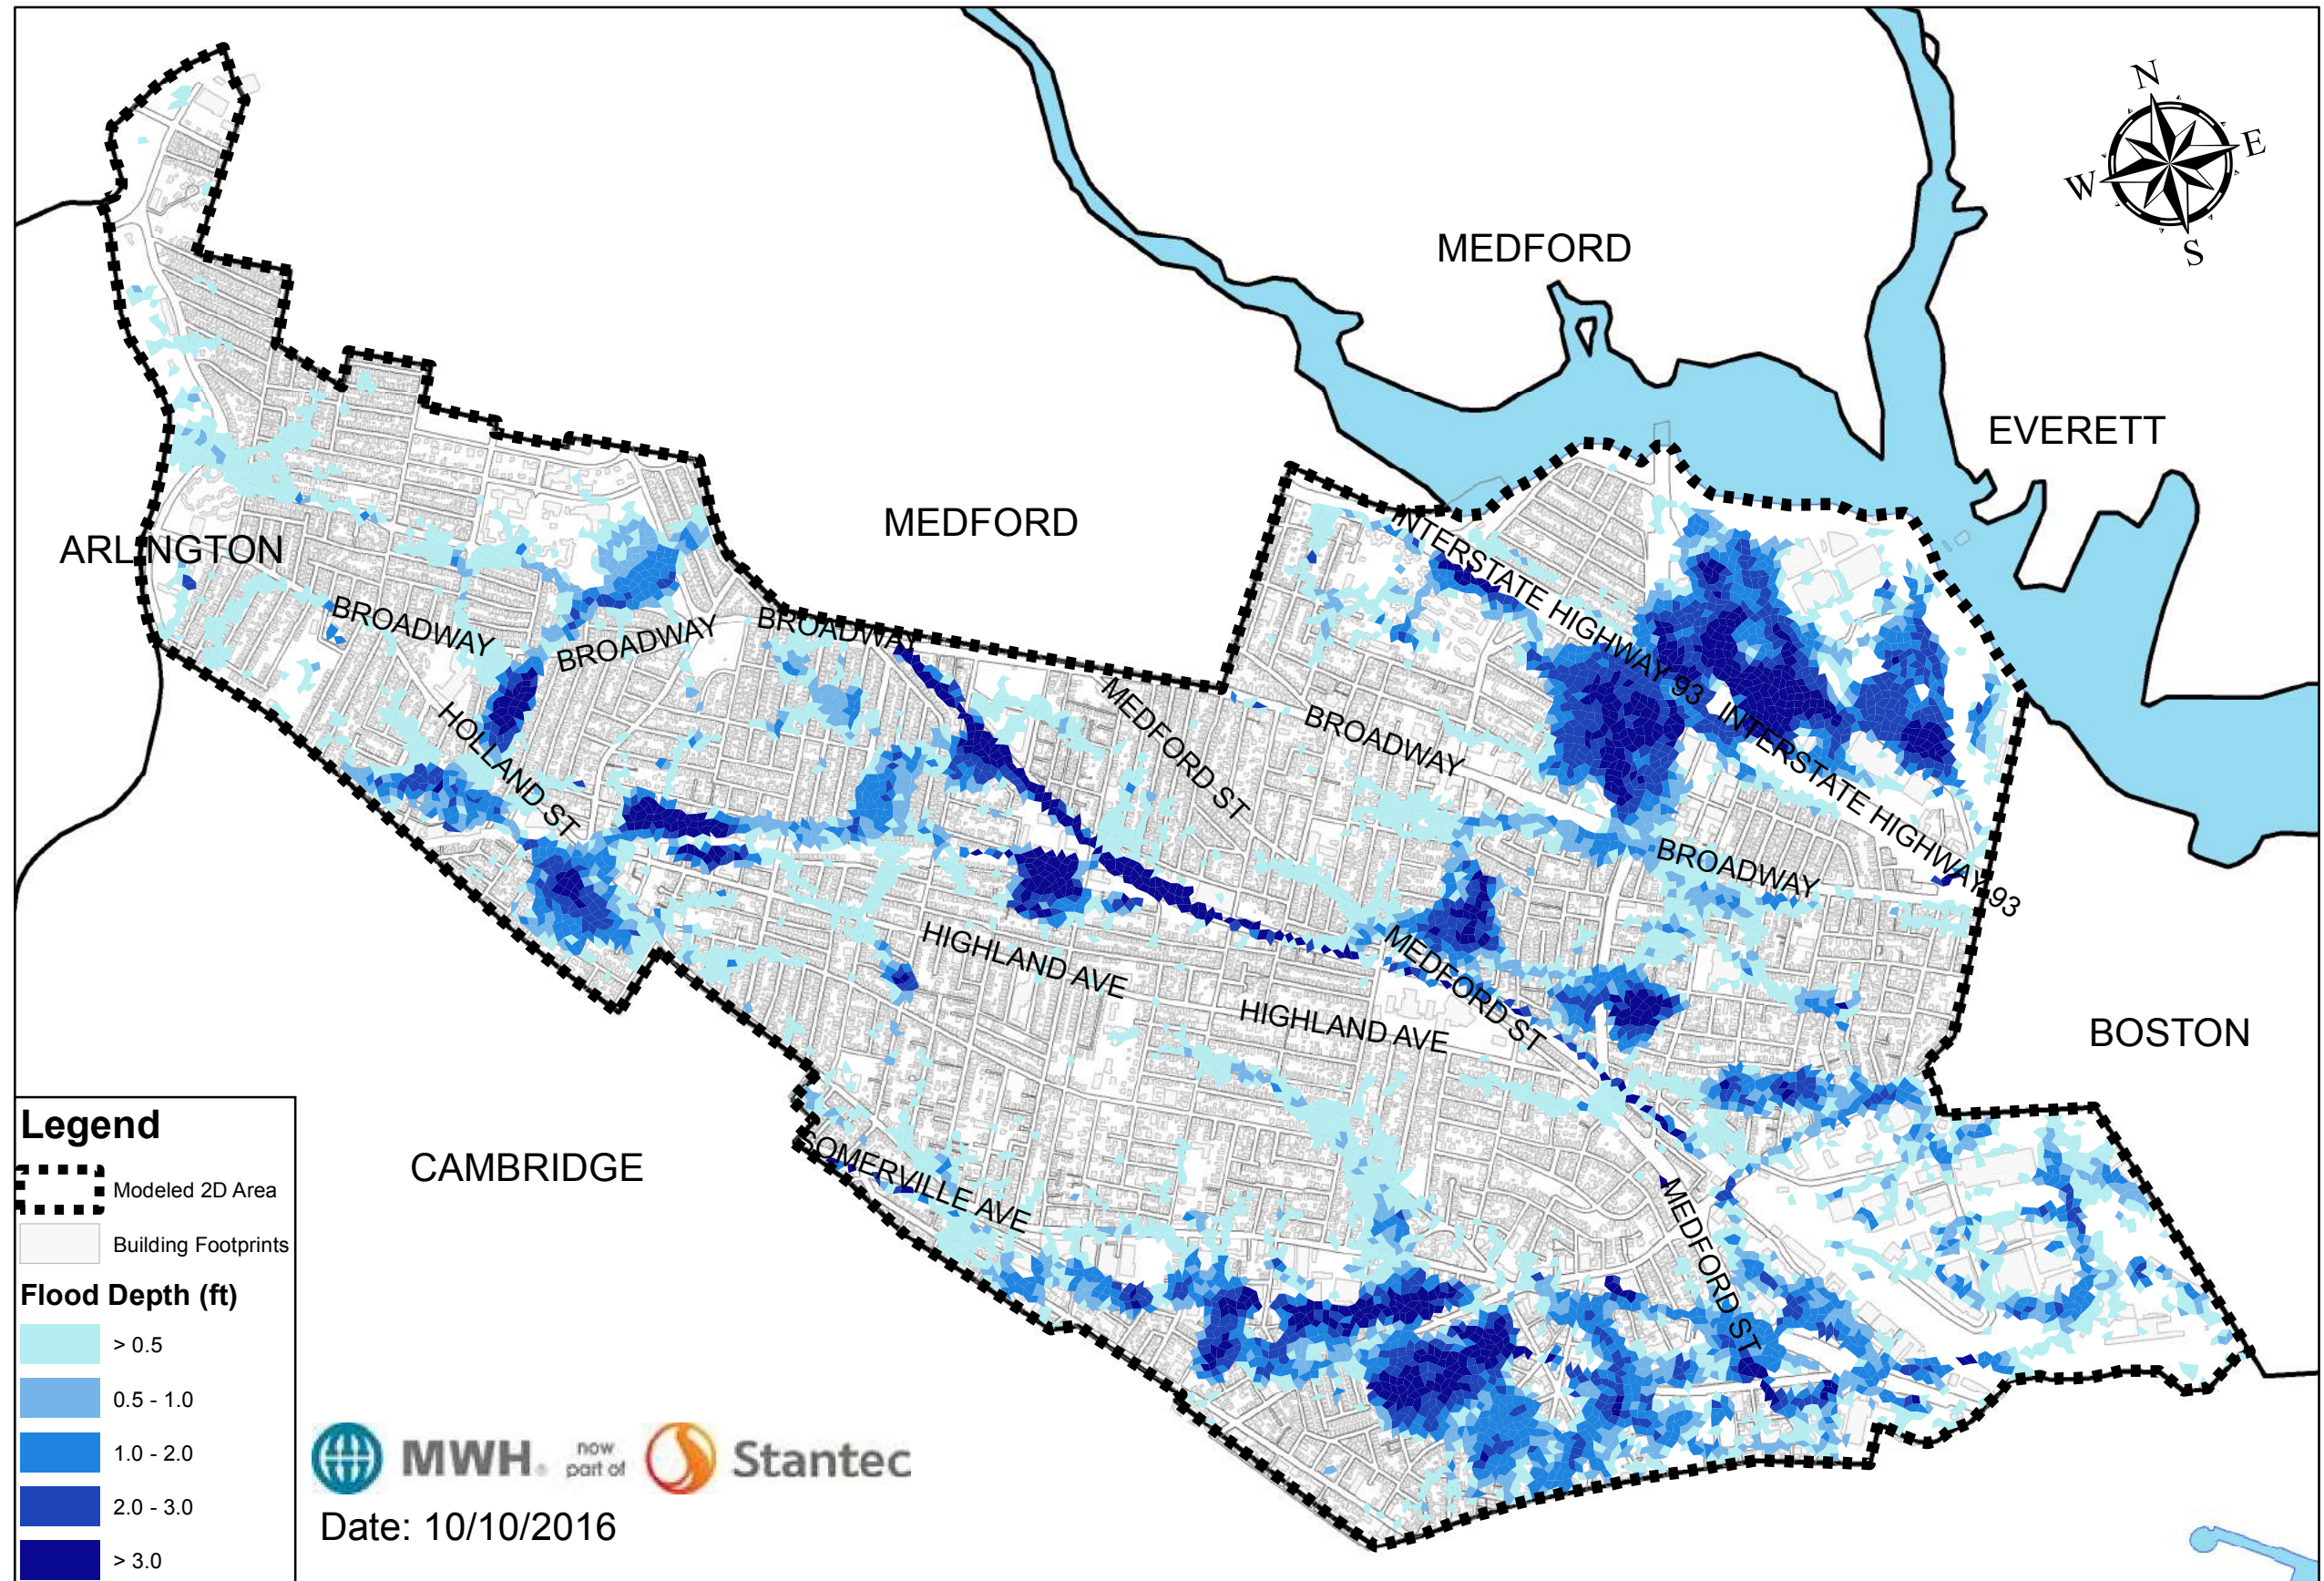 N
E
W
S
MEDFORD
EVERETT
MEDFORD
ARLINGTON
INTERSTATE HIGHWAY 93
BROADWAY
BROADWAY
BROADWAY
MEDFORD ST
HOLLAND ST
BROADWAY
INTERSTATE HIGHWAY 93
BROADWAY
HIGHLAND AVE
MEDFORD ST
HIGHLAND AVE
BOSTON
CAMBRIDGE
SOMERVILLE AVE
MEDFORD ST
Legend
Modeled 2D Area
Building Footprints
Flood Depth (ft)
> 0.5
0.5 - 1.0
1.0 - 2.0
2.0 - 3.0
> 3.0
MWH® now part of Stantec
Date: 10/10/2016